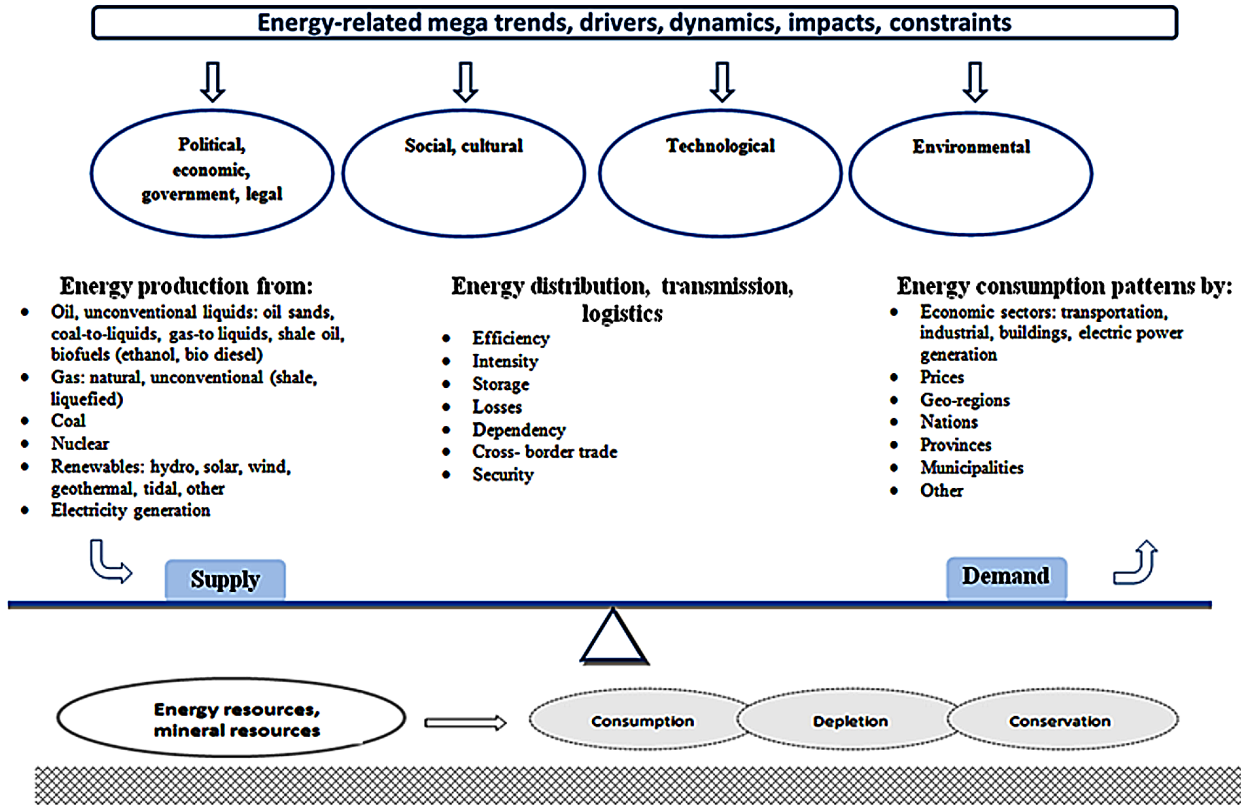 Energy-related mega trends, drivers, dynamics, impacts, constraints
Political,
economic,
government, legal
Social, cultural
Technological
Environmental
Energy production from:
• Oil, unconventional liquids: oil sands,
coal-to-liquids, gas-to liquids, shale oil,
biofuels (ethanol, bio diesel)
• Gas: natural, unconventional (shale,
liquefied)
• Coal
• Nuclear
• Renewables: hydro, solar, wind,
geothermal, tidal, other
• Electricity generation
Energy distribution, transmission,
logistics
• Efficiency
• Intensity
• Storage
• Losses
• Dependency
• Cross- border trade
• Security
Energy consumption patterns by:
• Economic sectors: transportation,
industrial, buildings, electric power
generation
• Prices
• Geo-regions
• Nations
• Provinces
• Municipalities
• Other
Supply
Demand
Energy resources,
mineral resources
Consumption
Depletion
Conservation